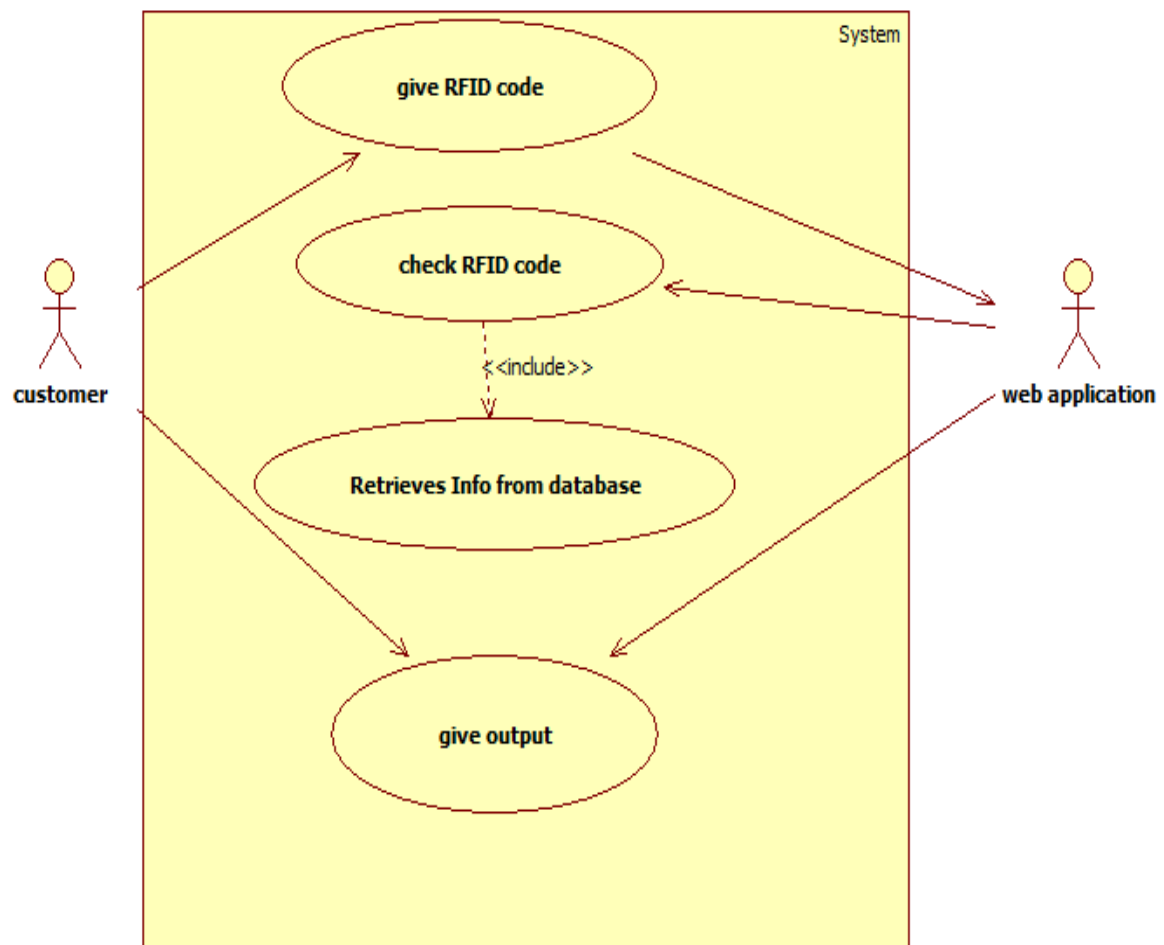 System
give RFID code
check RFID code
<<include>>
customer
web application
Retrieves Info from database
give output